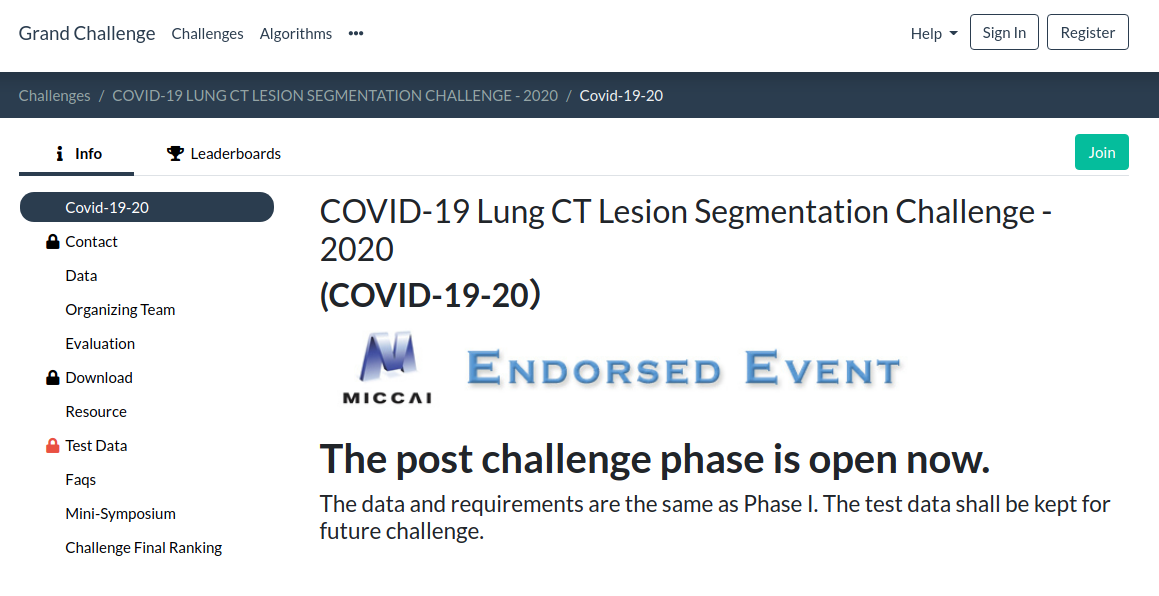 Grand Challenge Challenges Algorithms ••• Help Sign In Register
Challenges / COVID-19 LUNG CT LESION SEGMENTATION CHALLENGE - 2020 / Covid-19-20
Info Leaderboards Join
Covid-19-20
Contact
Data
Organizing Team
Evaluation
Download
Resource
Test Data
Faqs
Mini-Symposium
Challenge Final Ranking
COVID-19 Lung CT Lesion Segmentation Challenge -
2020
(COVID-19-20）
MICCAI ENDORSED EVENT
The post challenge phase is open now.
The data and requirements are the same as Phase I. The test data shall be kept for
future challenge.